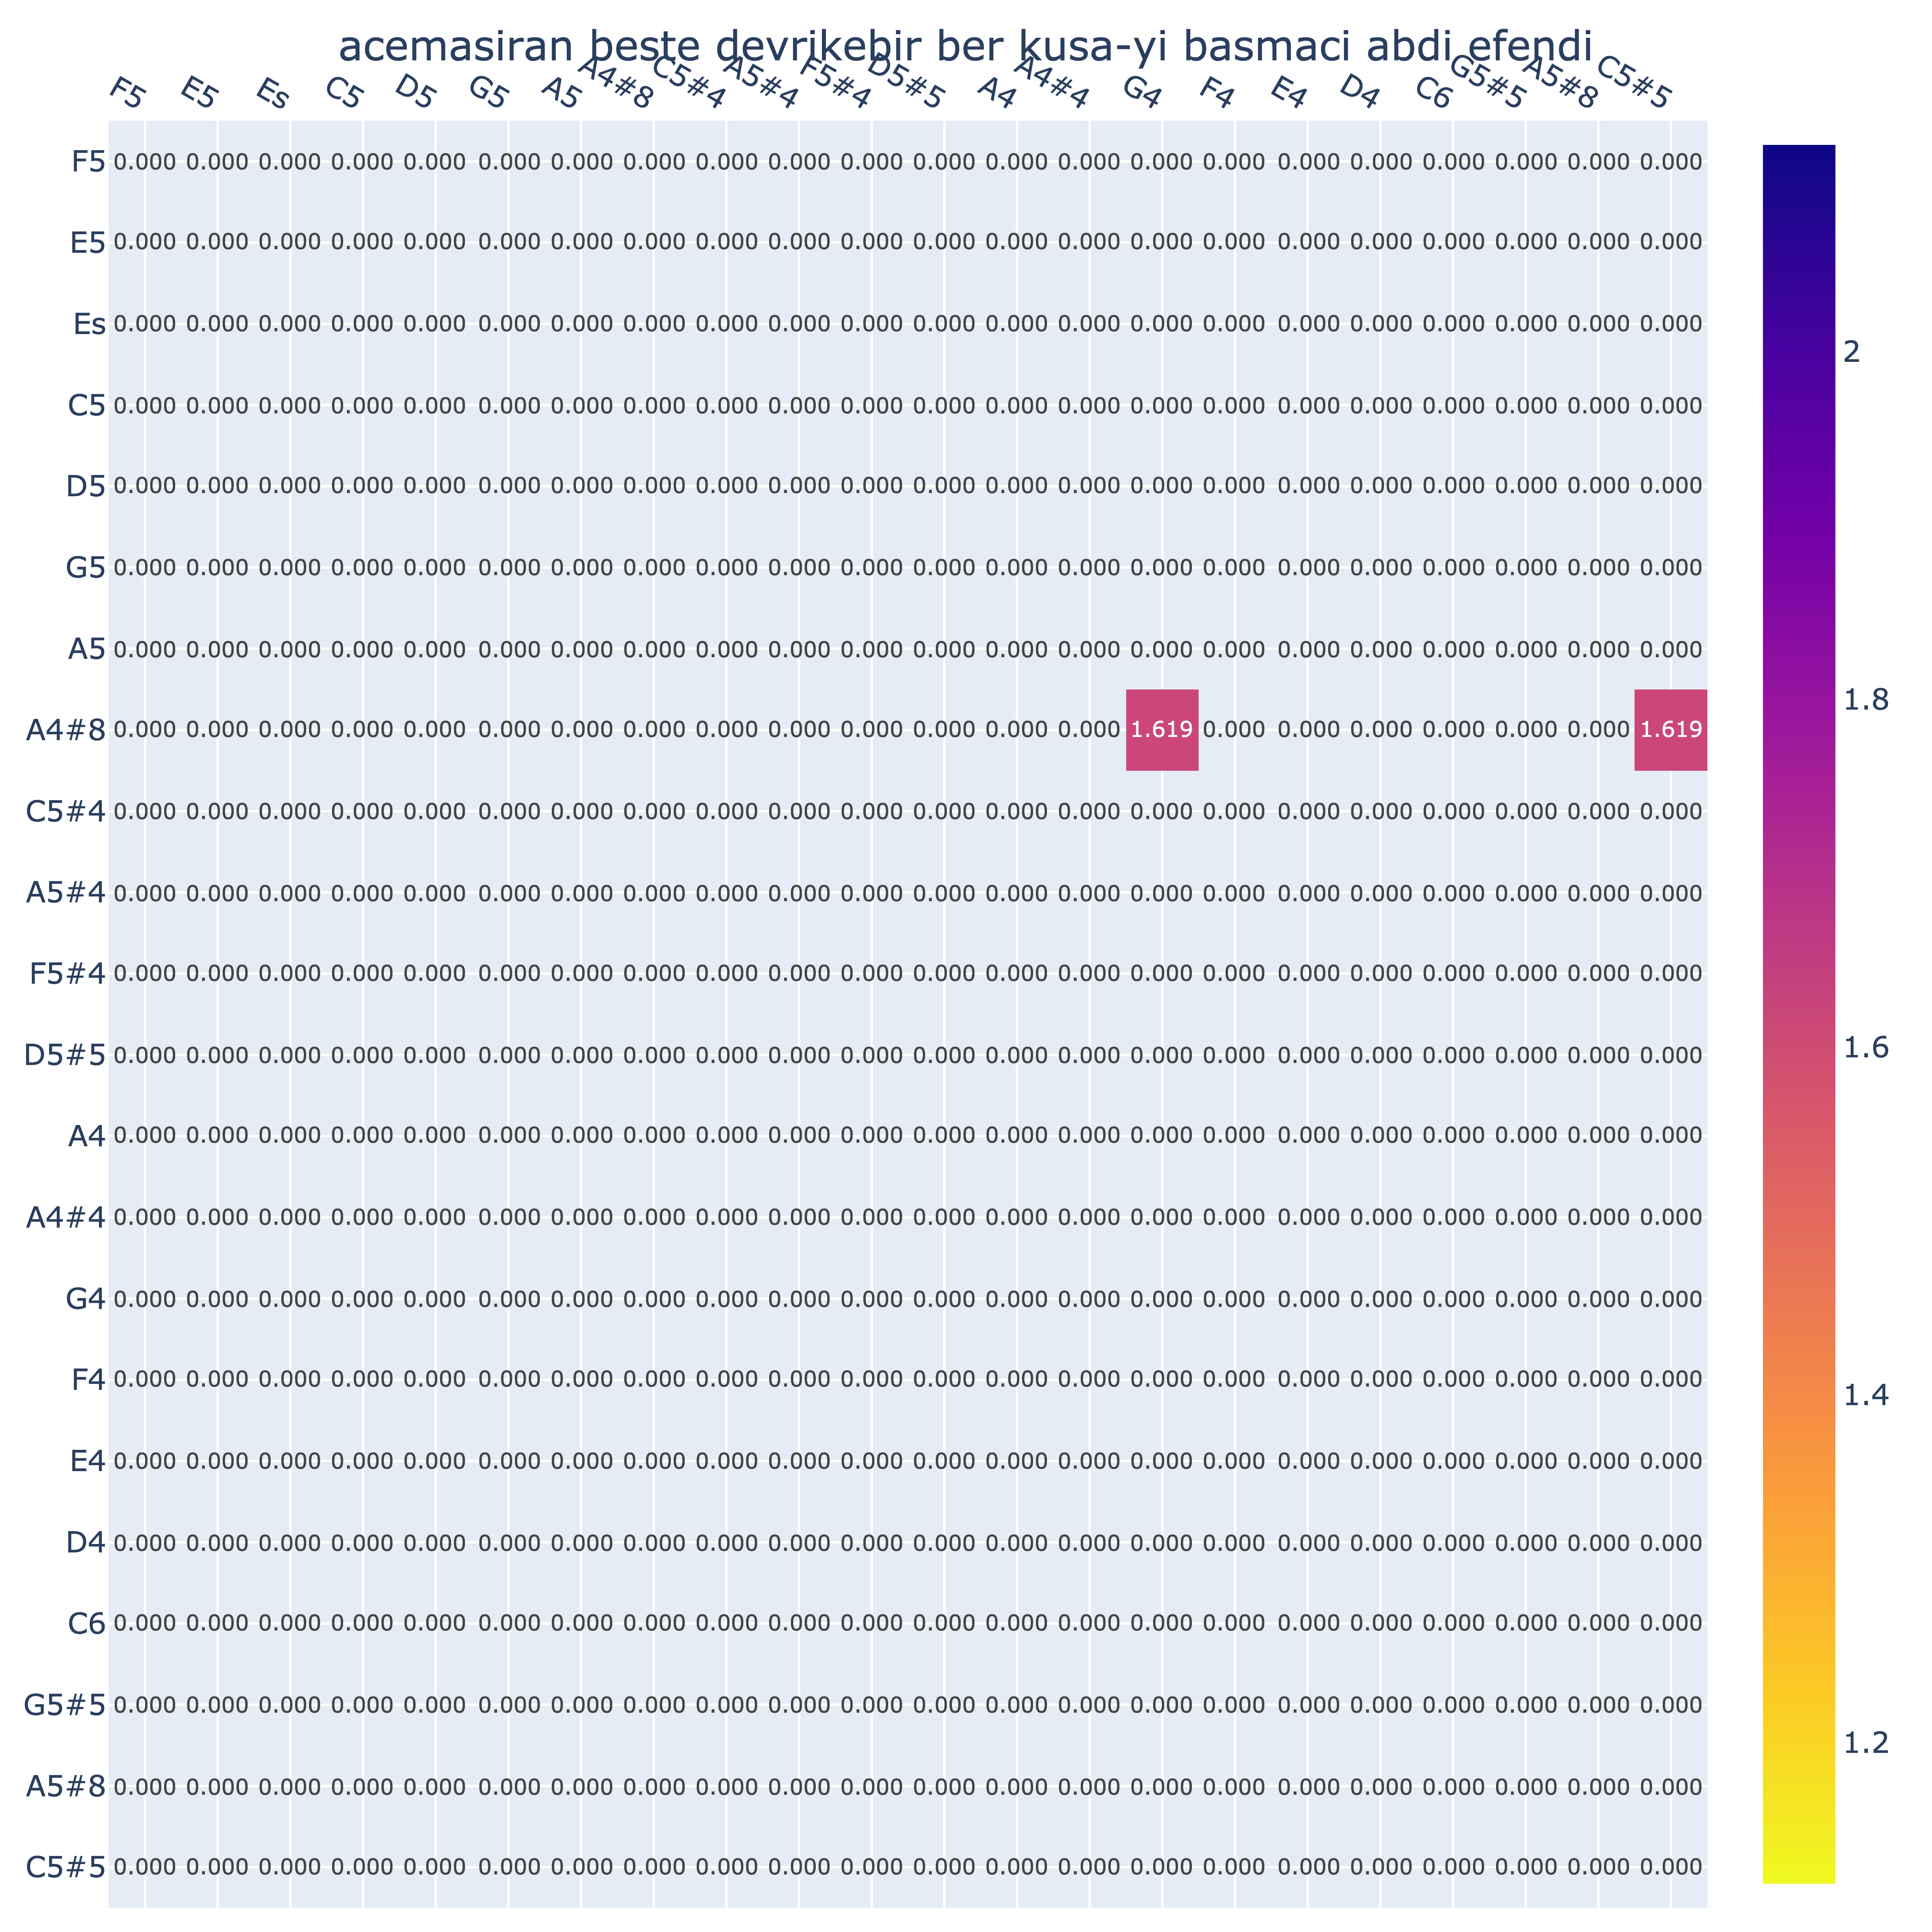 acemasiran beste devrikebir ber kusa-yi basmaci abdi efendi
F5 E5 Es C5 D5 G5 A5 A4#8 C5#4 A5#4 F5#4 D5#5 A4 A4#4 G4 F4 E4 D4 C6 G5#5 A5#8 C5#5
F5 0.000 0.000 0.000 0.000 0.000 0.000 0.000 0.000 0.000 0.000 0.000 0.000 0.000 0.000 0.000 0.000 0.000 0.000 0.000 0.000 0.000 0.000
E5 0.000 0.000 0.000 0.000 0.000 0.000 0.000 0.000 0.000 0.000 0.000 0.000 0.000 0.000 0.000 0.000 0.000 0.000 0.000 0.000 0.000 0.000
Es 0.000 0.000 0.000 0.000 0.000 0.000 0.000 0.000 0.000 0.000 0.000 0.000 0.000 0.000 0.000 0.000 0.000 0.000 0.000 0.000 0.000 0.000
2
C5 0.000 0.000 0.000 0.000 0.000 0.000 0.000 0.000 0.000 0.000 0.000 0.000 0.000 0.000 0.000 0.000 0.000 0.000 0.000 0.000 0.000 0.000
D5 0.000 0.000 0.000 0.000 0.000 0.000 0.000 0.000 0.000 0.000 0.000 0.000 0.000 0.000 0.000 0.000 0.000 0.000 0.000 0.000 0.000 0.000
G5 0.000 0.000 0.000 0.000 0.000 0.000 0.000 0.000 0.000 0.000 0.000 0.000 0.000 0.000 0.000 0.000 0.000 0.000 0.000 0.000 0.000 0.000
A5 0.000 0.000 0.000 0.000 0.000 0.000 0.000 0.000 0.000 0.000 0.000 0.000 0.000 0.000 0.000 0.000 0.000 0.000 0.000 0.000 0.000 0.000
1.8
A4#8 0.000 0.000 0.000 0.000 0.000 0.000 0.000 0.000 0.000 0.000 0.000 0.000 0.000 0.000 1.619 0.000 0.000 0.000 0.000 0.000 0.000 1.619
C5#4 0.000 0.000 0.000 0.000 0.000 0.000 0.000 0.000 0.000 0.000 0.000 0.000 0.000 0.000 0.000 0.000 0.000 0.000 0.000 0.000 0.000 0.000
A5#4 0.000 0.000 0.000 0.000 0.000 0.000 0.000 0.000 0.000 0.000 0.000 0.000 0.000 0.000 0.000 0.000 0.000 0.000 0.000 0.000 0.000 0.000
F5#4 0.000 0.000 0.000 0.000 0.000 0.000 0.000 0.000 0.000 0.000 0.000 0.000 0.000 0.000 0.000 0.000 0.000 0.000 0.000 0.000 0.000 0.000
1.6
D5#5 0.000 0.000 0.000 0.000 0.000 0.000 0.000 0.000 0.000 0.000 0.000 0.000 0.000 0.000 0.000 0.000 0.000 0.000 0.000 0.000 0.000 0.000
A4 0.000 0.000 0.000 0.000 0.000 0.000 0.000 0.000 0.000 0.000 0.000 0.000 0.000 0.000 0.000 0.000 0.000 0.000 0.000 0.000 0.000 0.000
A4#4 0.000 0.000 0.000 0.000 0.000 0.000 0.000 0.000 0.000 0.000 0.000 0.000 0.000 0.000 0.000 0.000 0.000 0.000 0.000 0.000 0.000 0.000
G4 0.000 0.000 0.000 0.000 0.000 0.000 0.000 0.000 0.000 0.000 0.000 0.000 0.000 0.000 0.000 0.000 0.000 0.000 0.000 0.000 0.000 0.000
F4 0.000 0.000 0.000 0.000 0.000 0.000 0.000 0.000 0.000 0.000 0.000 0.000 0.000 0.000 0.000 0.000 0.000 0.000 0.000 0.000 0.000 0.000
1.4
E4 0.000 0.000 0.000 0.000 0.000 0.000 0.000 0.000 0.000 0.000 0.000 0.000 0.000 0.000 0.000 0.000 0.000 0.000 0.000 0.000 0.000 0.000
D4 0.000 0.000 0.000 0.000 0.000 0.000 0.000 0.000 0.000 0.000 0.000 0.000 0.000 0.000 0.000 0.000 0.000 0.000 0.000 0.000 0.000 0.000
C6 0.000 0.000 0.000 0.000 0.000 0.000 0.000 0.000 0.000 0.000 0.000 0.000 0.000 0.000 0.000 0.000 0.000 0.000 0.000 0.000 0.000 0.000
G5#5 0.000 0.000 0.000 0.000 0.000 0.000 0.000 0.000 0.000 0.000 0.000 0.000 0.000 0.000 0.000 0.000 0.000 0.000 0.000 0.000 0.000 0.000
1.2
A5#8 0.000 0.000 0.000 0.000 0.000 0.000 0.000 0.000 0.000 0.000 0.000 0.000 0.000 0.000 0.000 0.000 0.000 0.000 0.000 0.000 0.000 0.000
C5#5 0.000 0.000 0.000 0.000 0.000 0.000 0.000 0.000 0.000 0.000 0.000 0.000 0.000 0.000 0.000 0.000 0.000 0.000 0.000 0.000 0.000 0.000